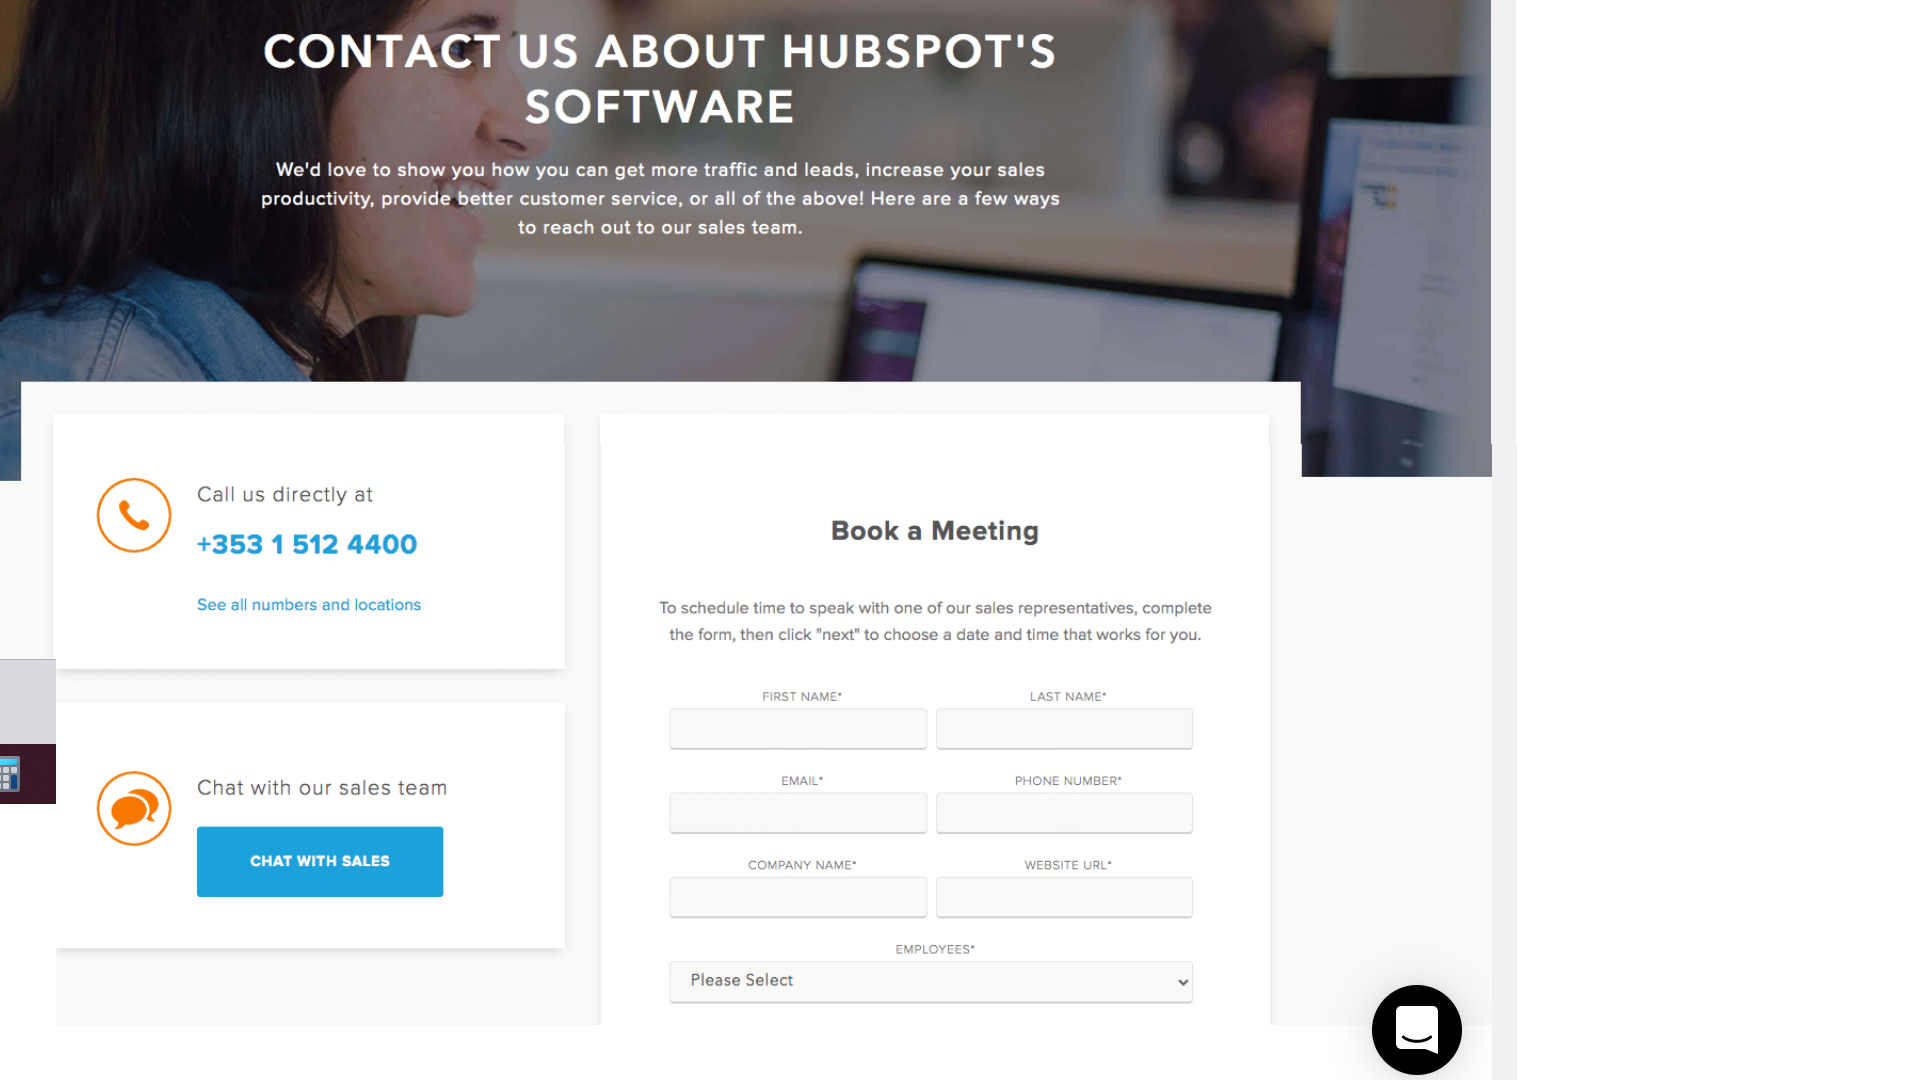 CONTACT US ABOUT HUBSPOT'S
SOFTWARE
We'd love to show you how you can get more traffic and leads, increase your sales
productivity, provide better customer service, or all of the above! Here are a few ways
to reach out to our sales team.
Call us directly at
+353 1 512 4400
See all numbers and locations
Chat with our sales team
CHAT WITH SALES
Book a Meeting
To schedule time to speak with one of our sales representatives, complete
the form, then click "next" to choose a date and time that works for you.
FIRST NAME*
LAST NAME*
EMAIL*
PHONE NUMBER*
COMPANY NAME*
WEBSITE URL*
EMPLOYEES*
Please Select